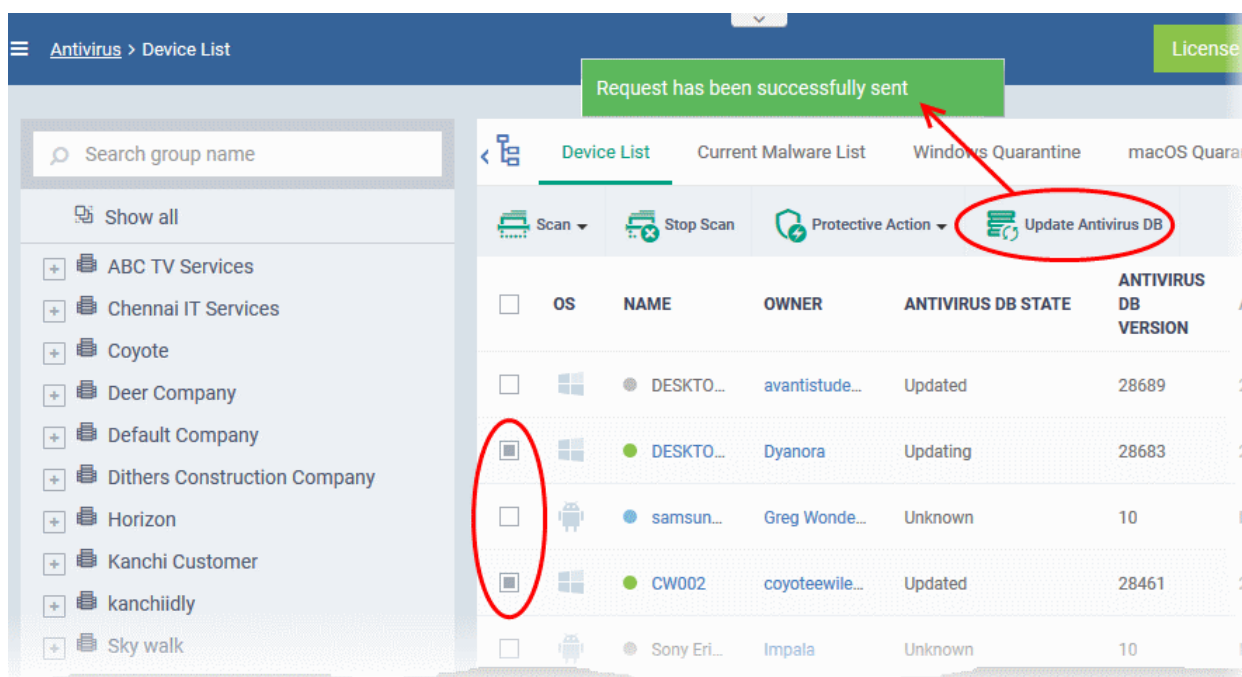 Antivirus > Device List
License
Request has been successfully sent
Search group name
Device List Current Malware List Windows Quarantine macOS Quara
Show all
Scan Stop Scan Protective Action Update Antivirus DB
ABC TV Services
Chennai IT Services
Coyote
Deer Company
Default Company
Dithers Construction Company
Horizon
Kanchi Customer
kanchiidly
Sky walk
OS NAME OWNER ANTIVIRUS DB STATE ANTIVIRUS
DB
VERSION
DESKTO... avantistude... Updated 28689
DESKTO... Dyanora Updating 28683
samsun... Greg Wonde... Unknown 10
CW002 coyoteewile... Updated 28461
Sony Eri... Impala Unknown 10